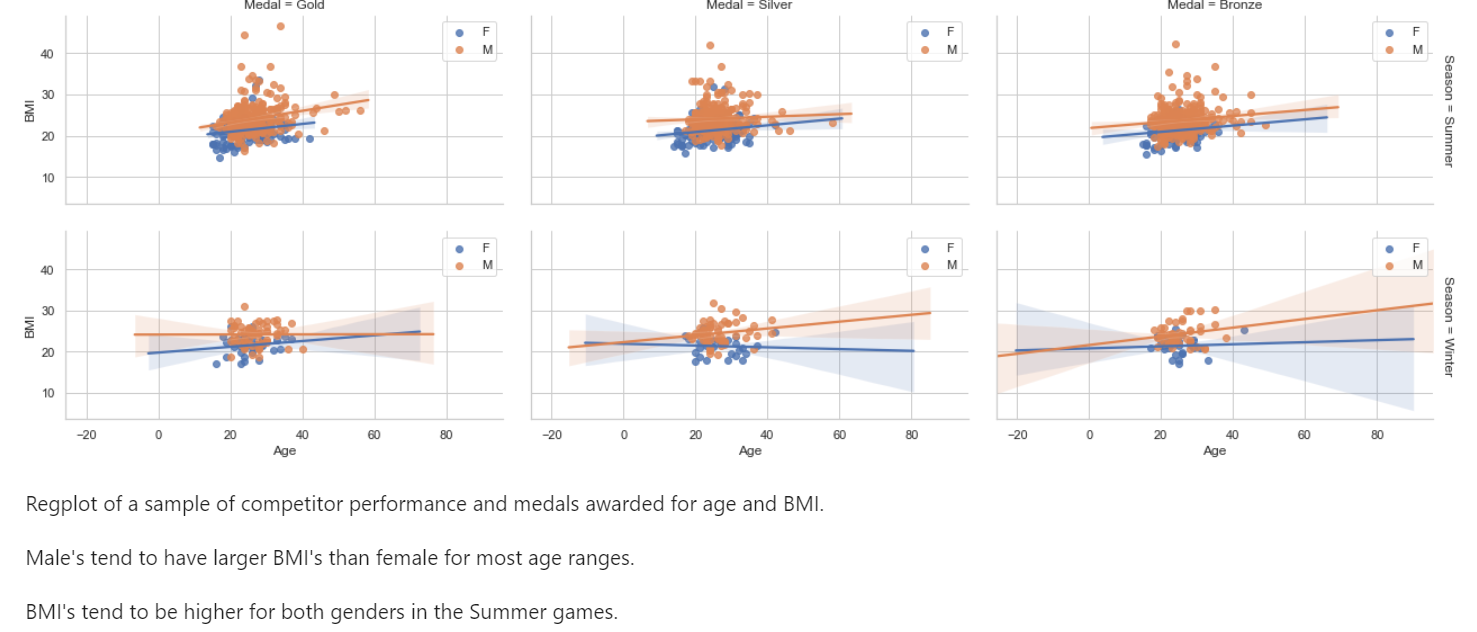 Medal = Gold
Medal = Silver
Medal = Bronze
F
M
F
M
F
M
40
30
20
10
BMI
Season = Summer
F
M
F
M
F
M
40
30
20
10
BMI
Season = Winter
−20 0 20 40 60 80
−20 0 20 40 60 80
−20 0 20 40 60 80
Age
Age
Age
Regplot of a sample of competitor performance and medals awarded for age and BMI.
Male's tend to have larger BMI's than female for most age ranges.
BMI's tend to be higher for both genders in the Summer games.